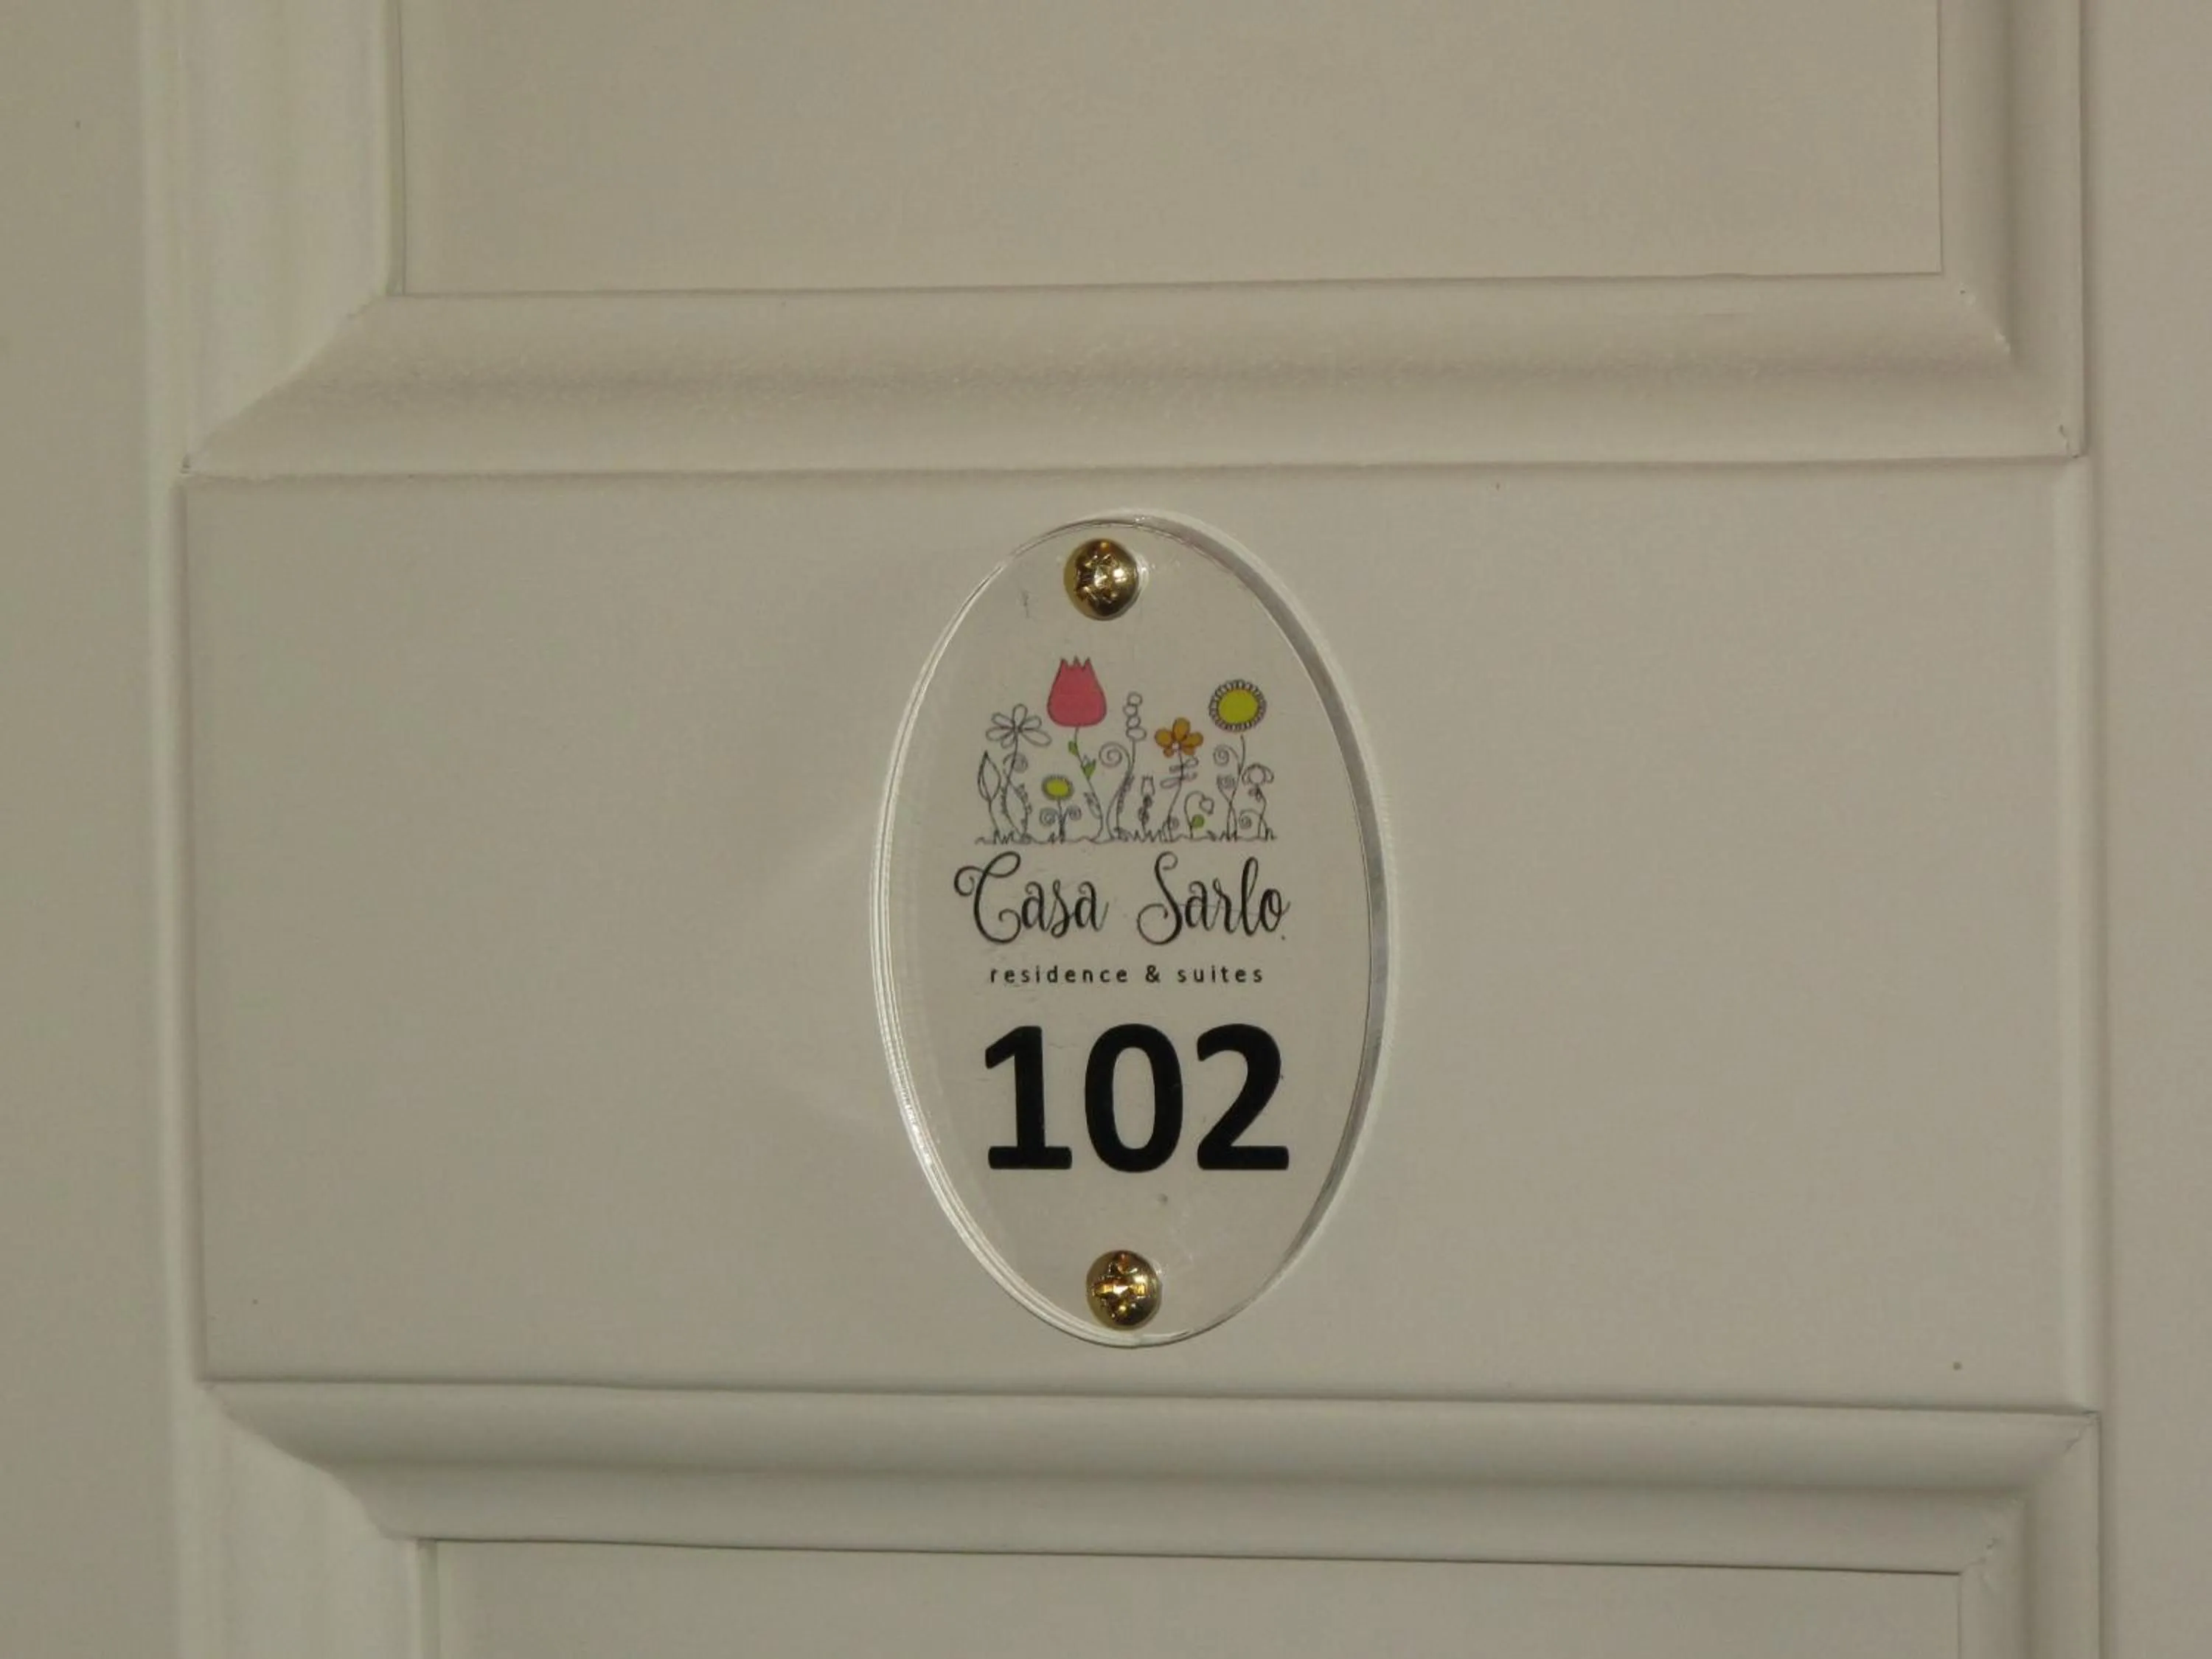 Casa Sarlo
residence & suites
102